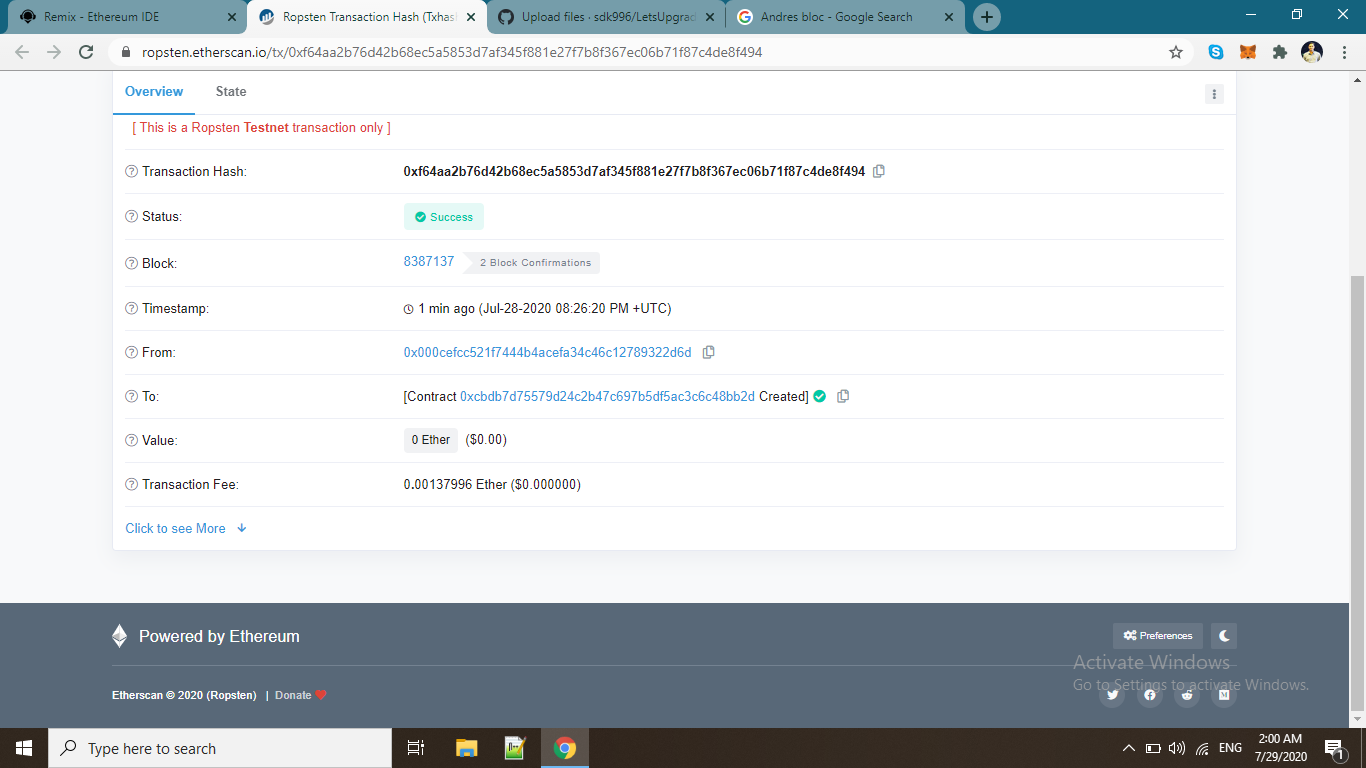 Remix - Ethereum IDE
Ropsten Transaction Hash (Txhas
Upload files · sdk996/LetsUpgrad
Andres bloc - Google Search
ropsten.etherscan.io/tx/0xf64aa2b76d42b68ec5a5853d7af345f881e27f7b8f367ec06b71f87c4de8f494
Overview State
[ This is a Ropsten Testnet transaction only ]
Transaction Hash: 0xf64aa2b76d42b68ec5a5853d7af345f881e27f7b8f367ec06b71f87c4de8f494
Status: Success
Block: 8387137 2 Block Confirmations
Timestamp: 1 min ago (Jul-28-2020 08:26:20 PM +UTC)
From: 0x000cefcc521f7444b4acefa34c46c12789322d6d
To: [Contract 0xcbdb7d75579d24c2b47c697b5df5ac3c6c48bb2d Created]
Value: 0 Ether ($0.00)
Transaction Fee: 0.00137996 Ether ($0.000000)
Click to see More
Powered by Ethereum
Preferences
Activate Windows
Go to Settings to activate Windows.
Etherscan © 2020 (Ropsten) | Donate
Type here to search
ENG
2:00 AM
7/29/2020
1